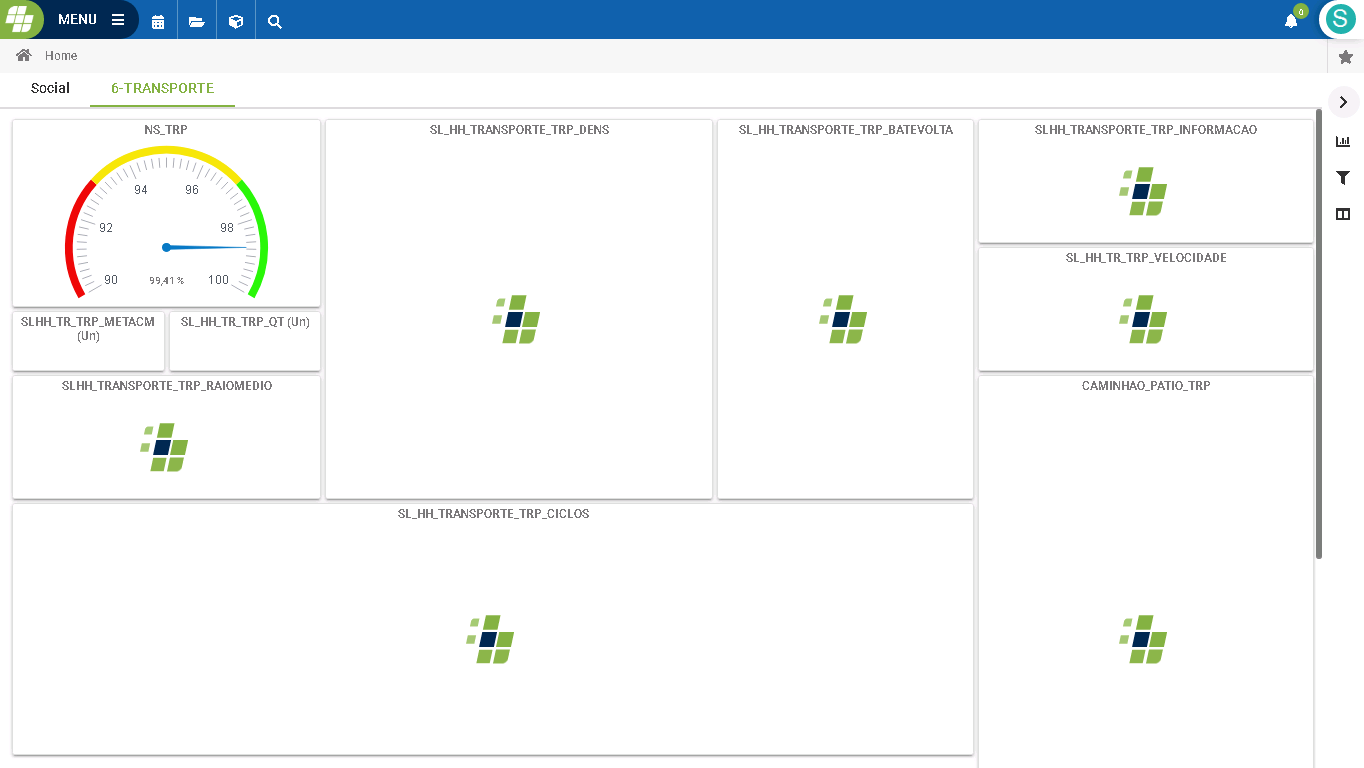 MENU
0
S
Home
Social
6-TRANSPORTE
NS_TRP
94
96
92
98
90
99,41 %
100
SL_HH_TRANSPORTE_TRP_DENS
SL_HH_TRANSPORTE_TRP_BATEVOLTA
SLHH_TRANSPORTE_TRP_INFORMACAO
SL_HH_TR_TRP_VELOCIDADE
SLHH_TR_TRP_METACM
(Un)
SL_HH_TR_TRP_QT (Un)
SLHH_TRANSPORTE_TRP_RAIOMEDIO
CAMINHAO_PATIO_TRP
SL_HH_TRANSPORTE_TRP_CICLOS